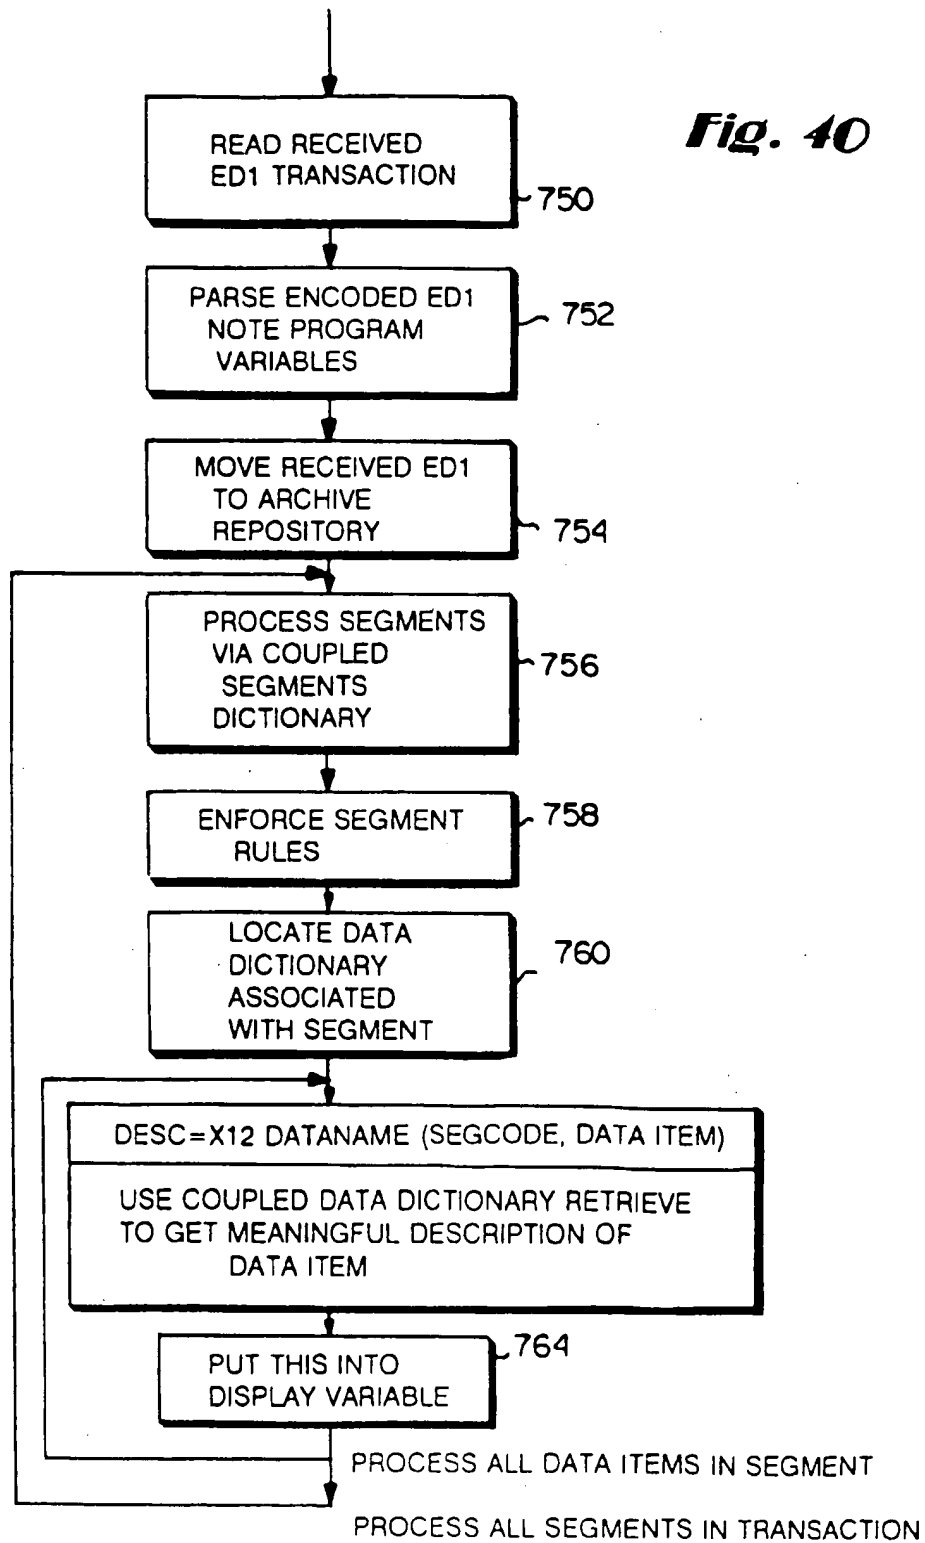 Fig. 40
READ RECEIVED
ED1 TRANSACTION
750
PARSE ENCODED ED1
NOTE PROGRAM
VARIABLES
752
MOVE RECEIVED ED1
TO ARCHIVE
REPOSITORY
754
PROCESS SEGMENTS
VIA COUPLED
SEGMENTS
DICTIONARY
756
ENFORCE SEGMENT
RULES
758
LOCATE DATA
DICTIONARY
ASSOCIATED
WITH SEGMENT
760
DESC=X12 DATANAME (SEGCODE, DATA ITEM)
USE COUPLED DATA DICTIONARY RETRIEVE
TO GET MEANINGFUL DESCRIPTION OF
DATA ITEM
PUT THIS INTO
DISPLAY VARIABLE
764
PROCESS ALL DATA ITEMS IN SEGMENT
PROCESS ALL SEGMENTS IN TRANSACTION